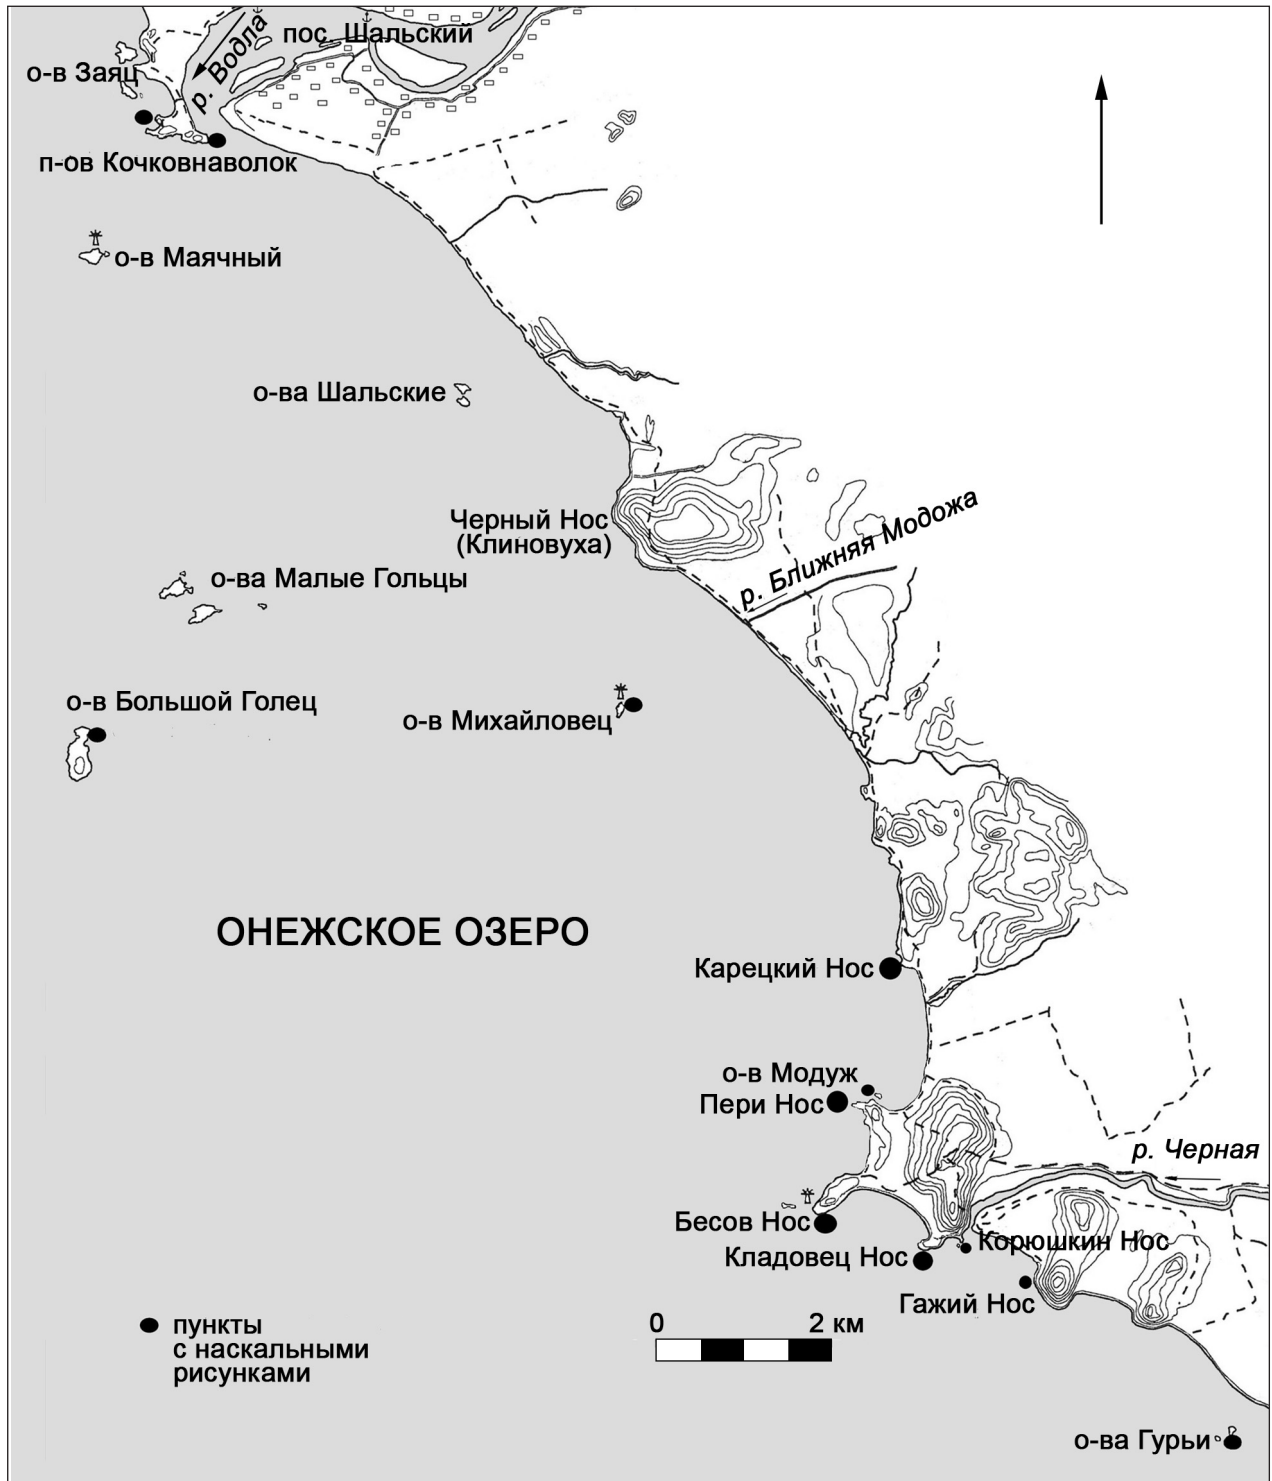 пос. Шальский
р. Водла
о-в Заяц
п-ов Кочковнаволок
о-в Маячный
о-ва Шальские
Черный Нос
(Клиновуха)
р. Ближняя Модожа
о-ва Малые Гольцы
о-в Большой Голец
о-в Михайловец
ОНЕЖСКОЕ ОЗЕРО
Карецкий Нос
о-в Модуж
Пери Нос
р. Черная
Бесов Нос
Корюшкин Нос
Кладовец Нос
Гажий Нос
0 2 км
пункты
с наскальными
рисунками
о-ва Гурьи